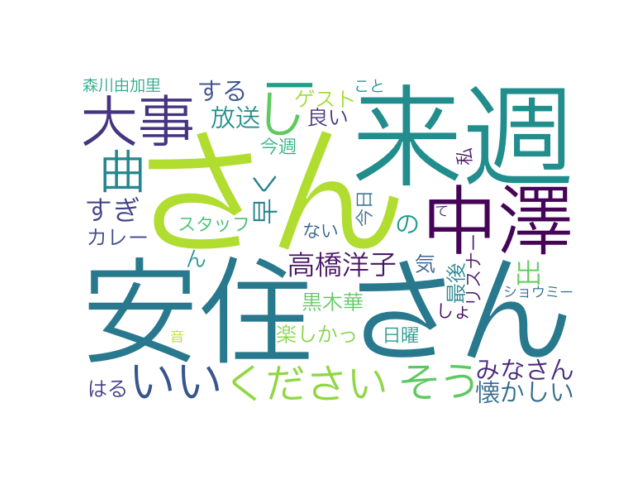 森川由加里
こと
する
ゲスト
し
来週
大事
放送
良い
さん
今週
私
曲
早く
中澤
すぎ
スタッフ
今日
て
の
カレー
ない
ん
高橋洋子
気
最後
リスナー
出
安住さん
黒木華
しょ
ショウミー
楽しかっ
日曜
音
みなさん
はる
いい
ください
そう
懐かしい
ー